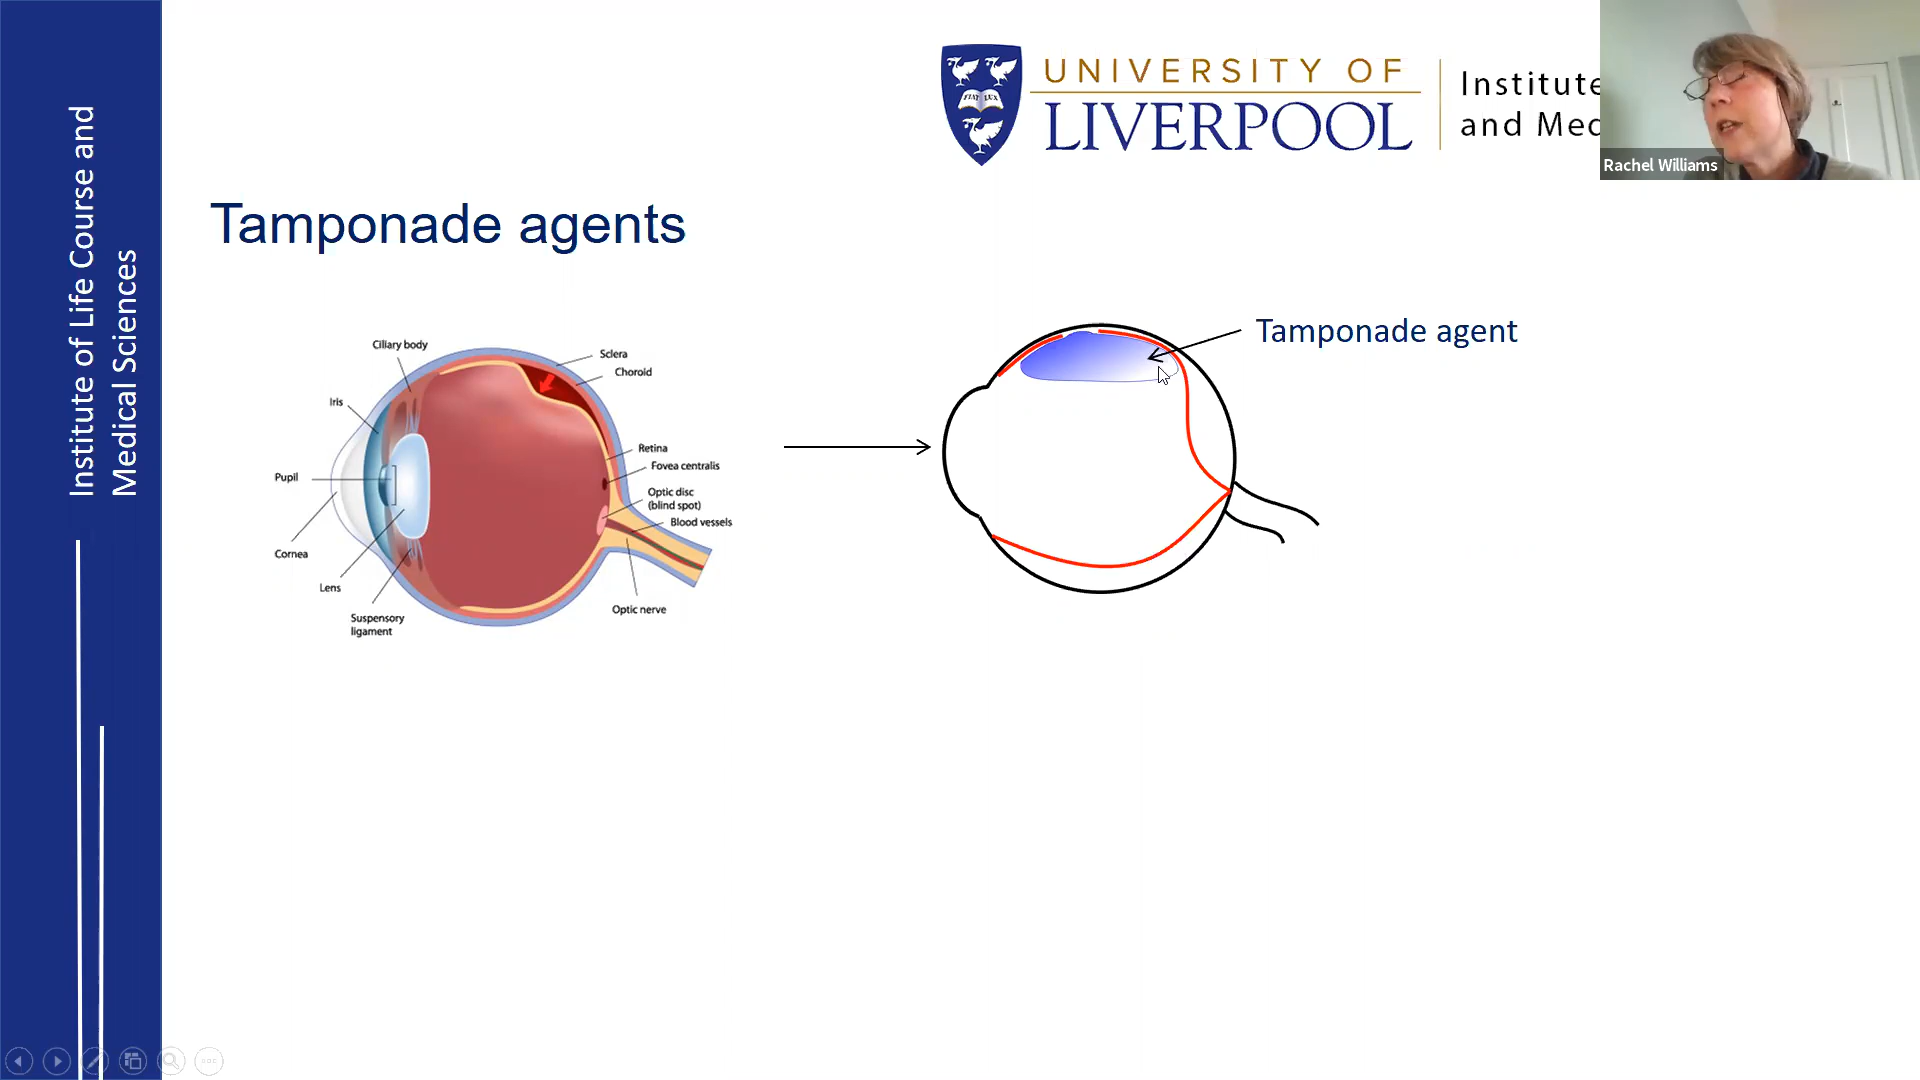 Institute of Life Course and
Medical Sciences
UNIVERSITY OF
LIVERPOOL
FIAT LUX
Institute
and Med
Rachel Williams
Tamponade agents
Ciliary body
Sclera
Choroid
Iris
Retina
Fovea centralis
Pupil
Optic disc
(blind spot)
Blood vessels
Cornea
Lens
Suspensory
ligament
Optic nerve
Tamponade agent